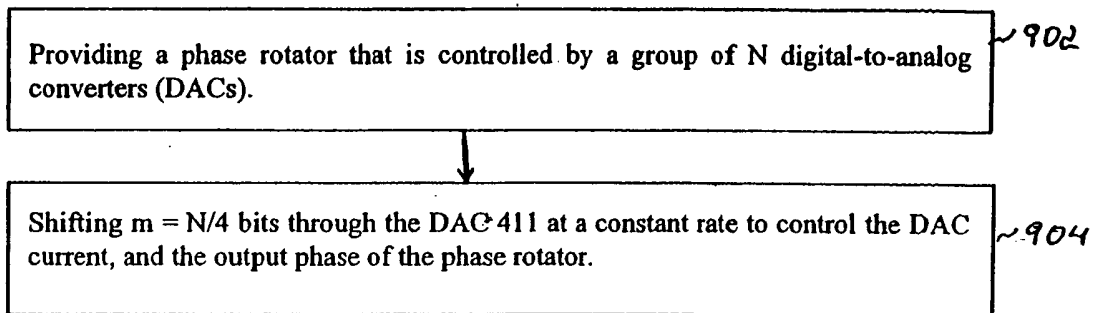 Providing a phase rotator that is controlled by a group of N digital-to-analog
converters (DACs).
~902
Shifting m = N/4 bits through the DAC 411 at a constant rate to control the DAC
current, and the output phase of the phase rotator.
~904